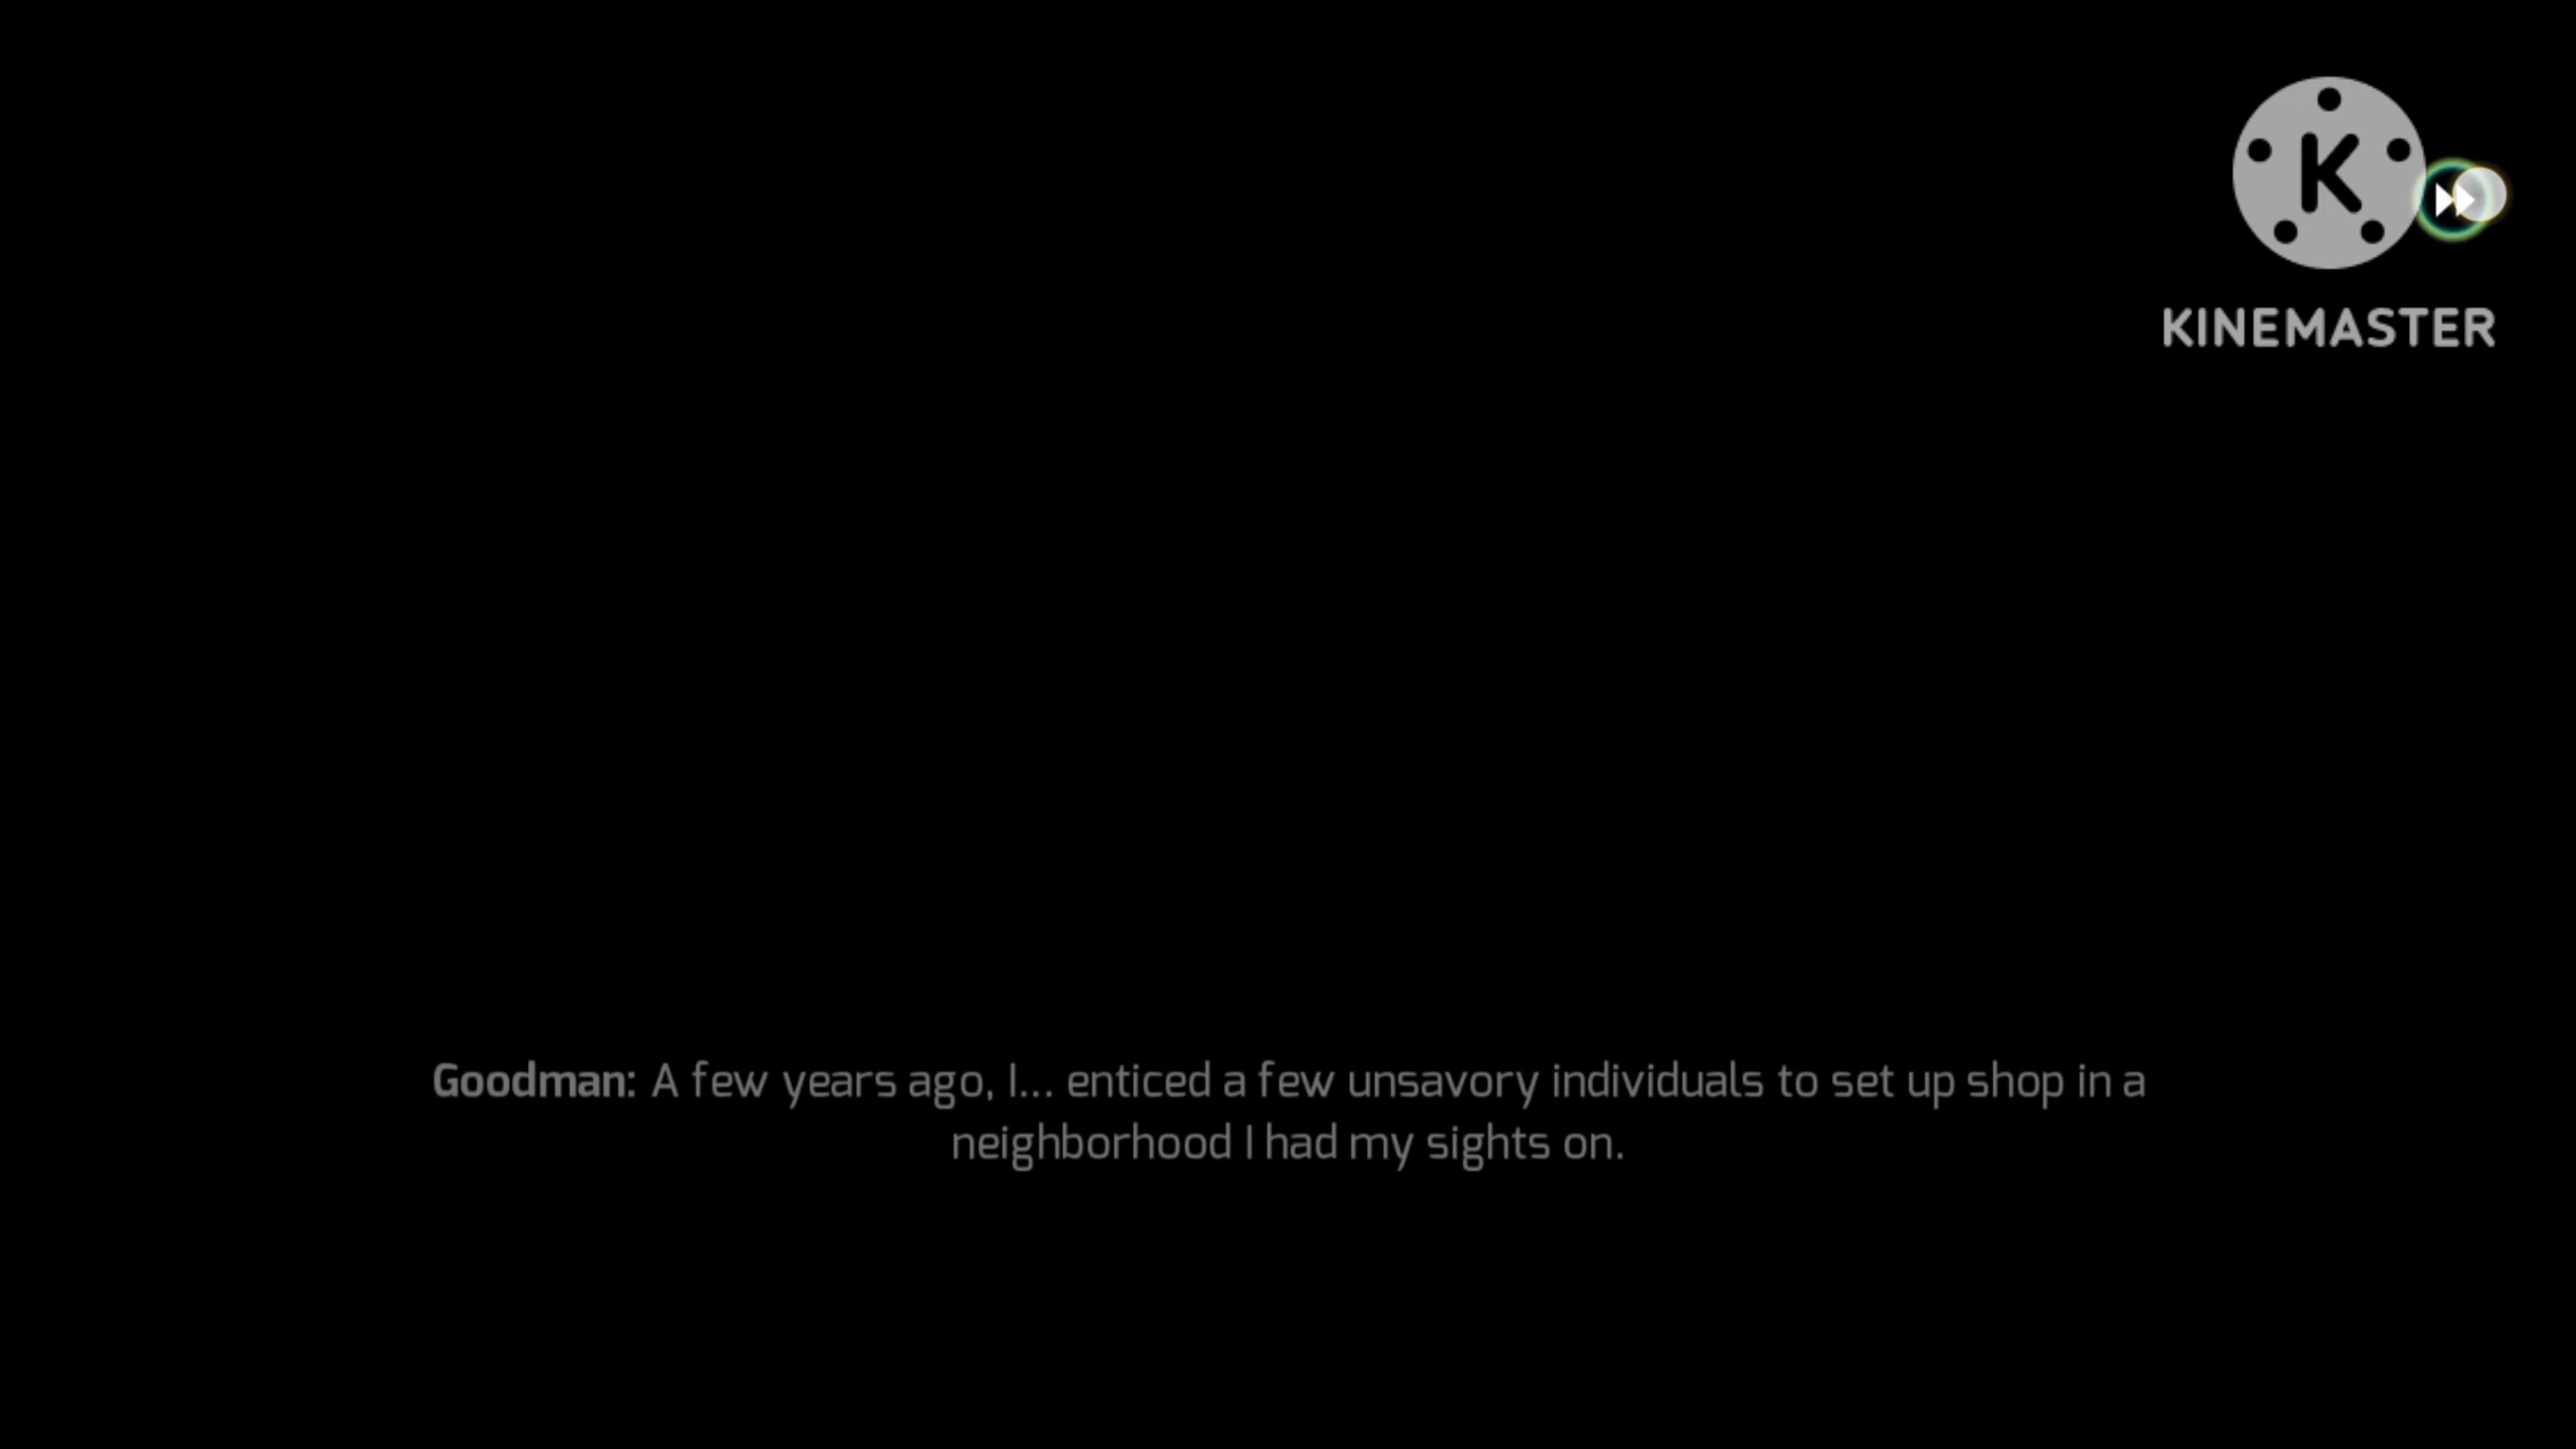 K
KINEMASTER
Goodman: A few years ago, I... enticed a few unsavory individuals to set up shop in a
neighborhood I had my sights on.